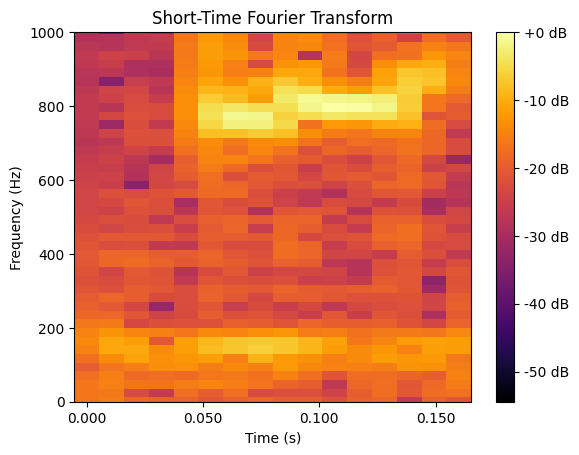 Short-Time Fourier Transform
1000
800
600
400
200
0
Frequency (Hz)
0.000
0.050
0.100
0.150
Time (s)
+0 dB
-10 dB
-20 dB
-30 dB
-40 dB
-50 dB